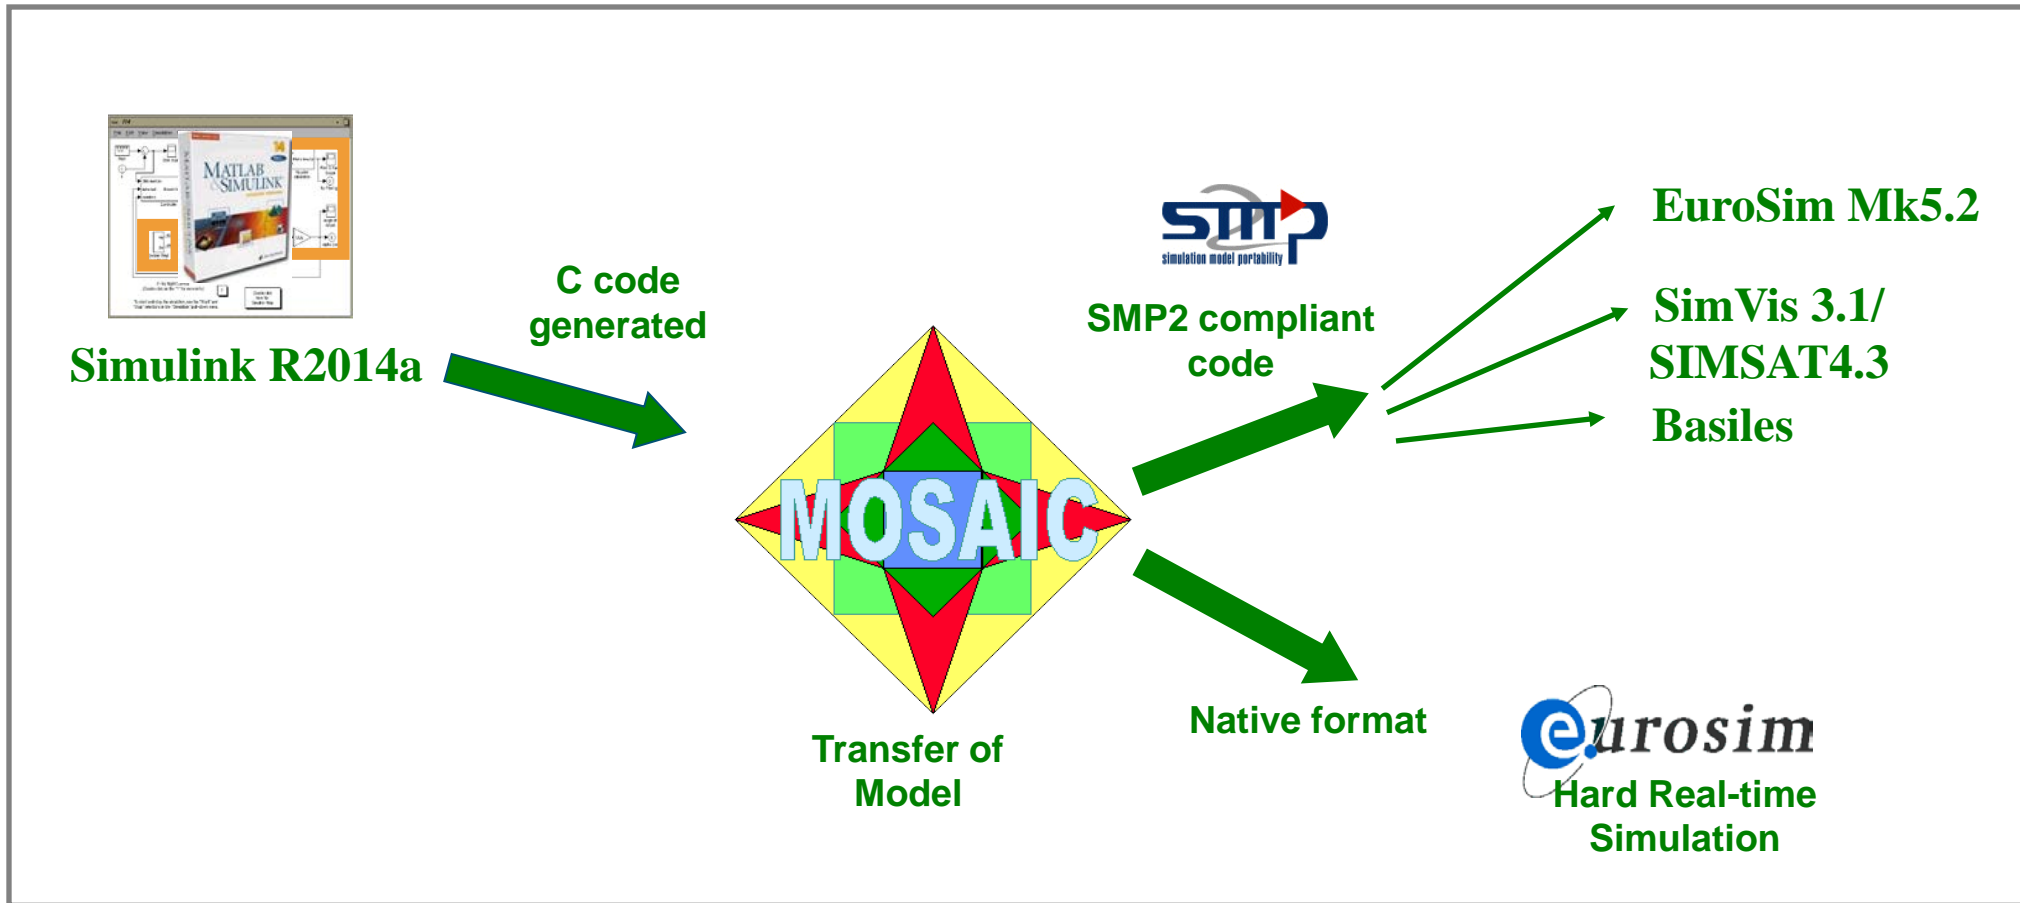 MATLAB
&SIMULINK
Simulink R2014a
C code
generated
MOSAIC
Transfer of
Model
smp
simulation model portability
SMP2 compliant
code
EuroSim Mk5.2
SimVis 3.1/
SIMSAT4.3
Basiles
Native format
eurosim
Hard Real-time
Simulation